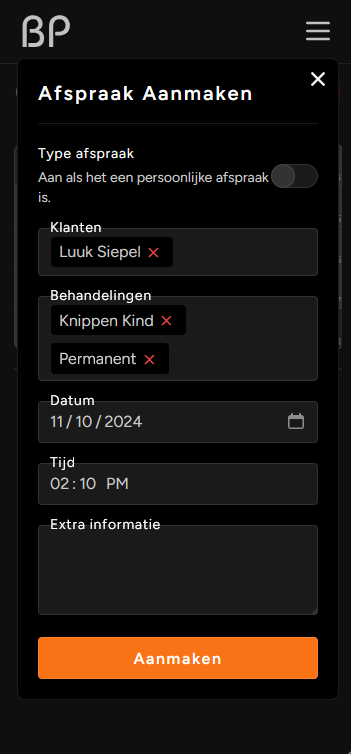 BP
Afspraak Aanmaken
Type afspraak
Aan als het een persoonlijke afspraak
is.
Klanten
Luuk Siepel
Behandelingen
Knippen Kind
Permanent
Datum
11/10/2024
Tijd
02:10 PM
Extra informatie
Aanmaken